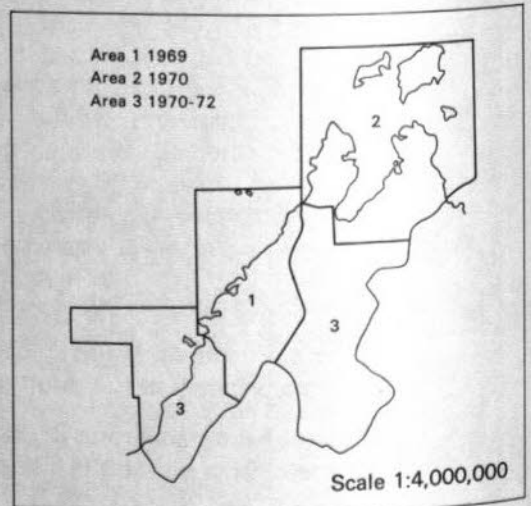 Area 1 1969
Area 2 1970
Area 3 1970-72
2
1
3
3
Scale 1:4,000,000